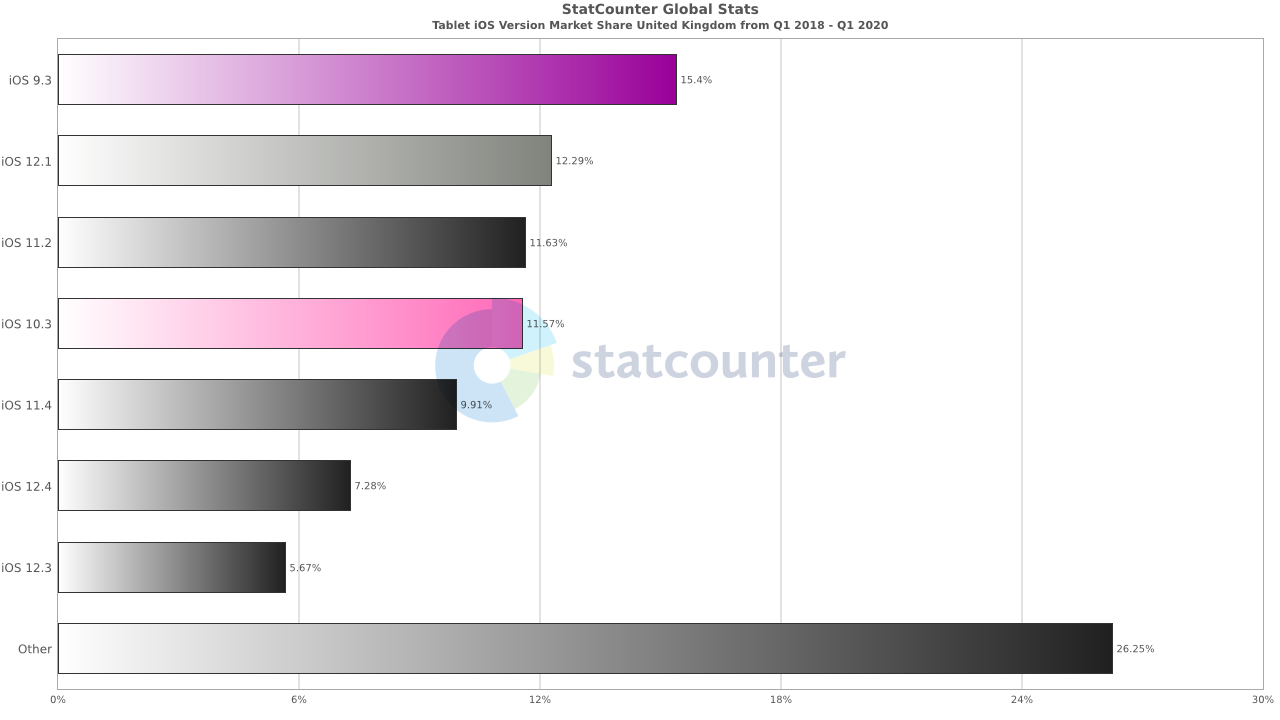 StatCounter Global Stats
Tablet iOS Version Market Share United Kingdom from Q1 2018 - Q1 2020
iOS 9.3 15.4%
iOS 12.1 12.29%
iOS 11.2 11.63%
iOS 10.3 11.57%
statcounter
iOS 11.4 9.91%
iOS 12.4 7.28%
iOS 12.3 5.67%
Other 26.25%
0% 6% 12% 18% 24% 30%